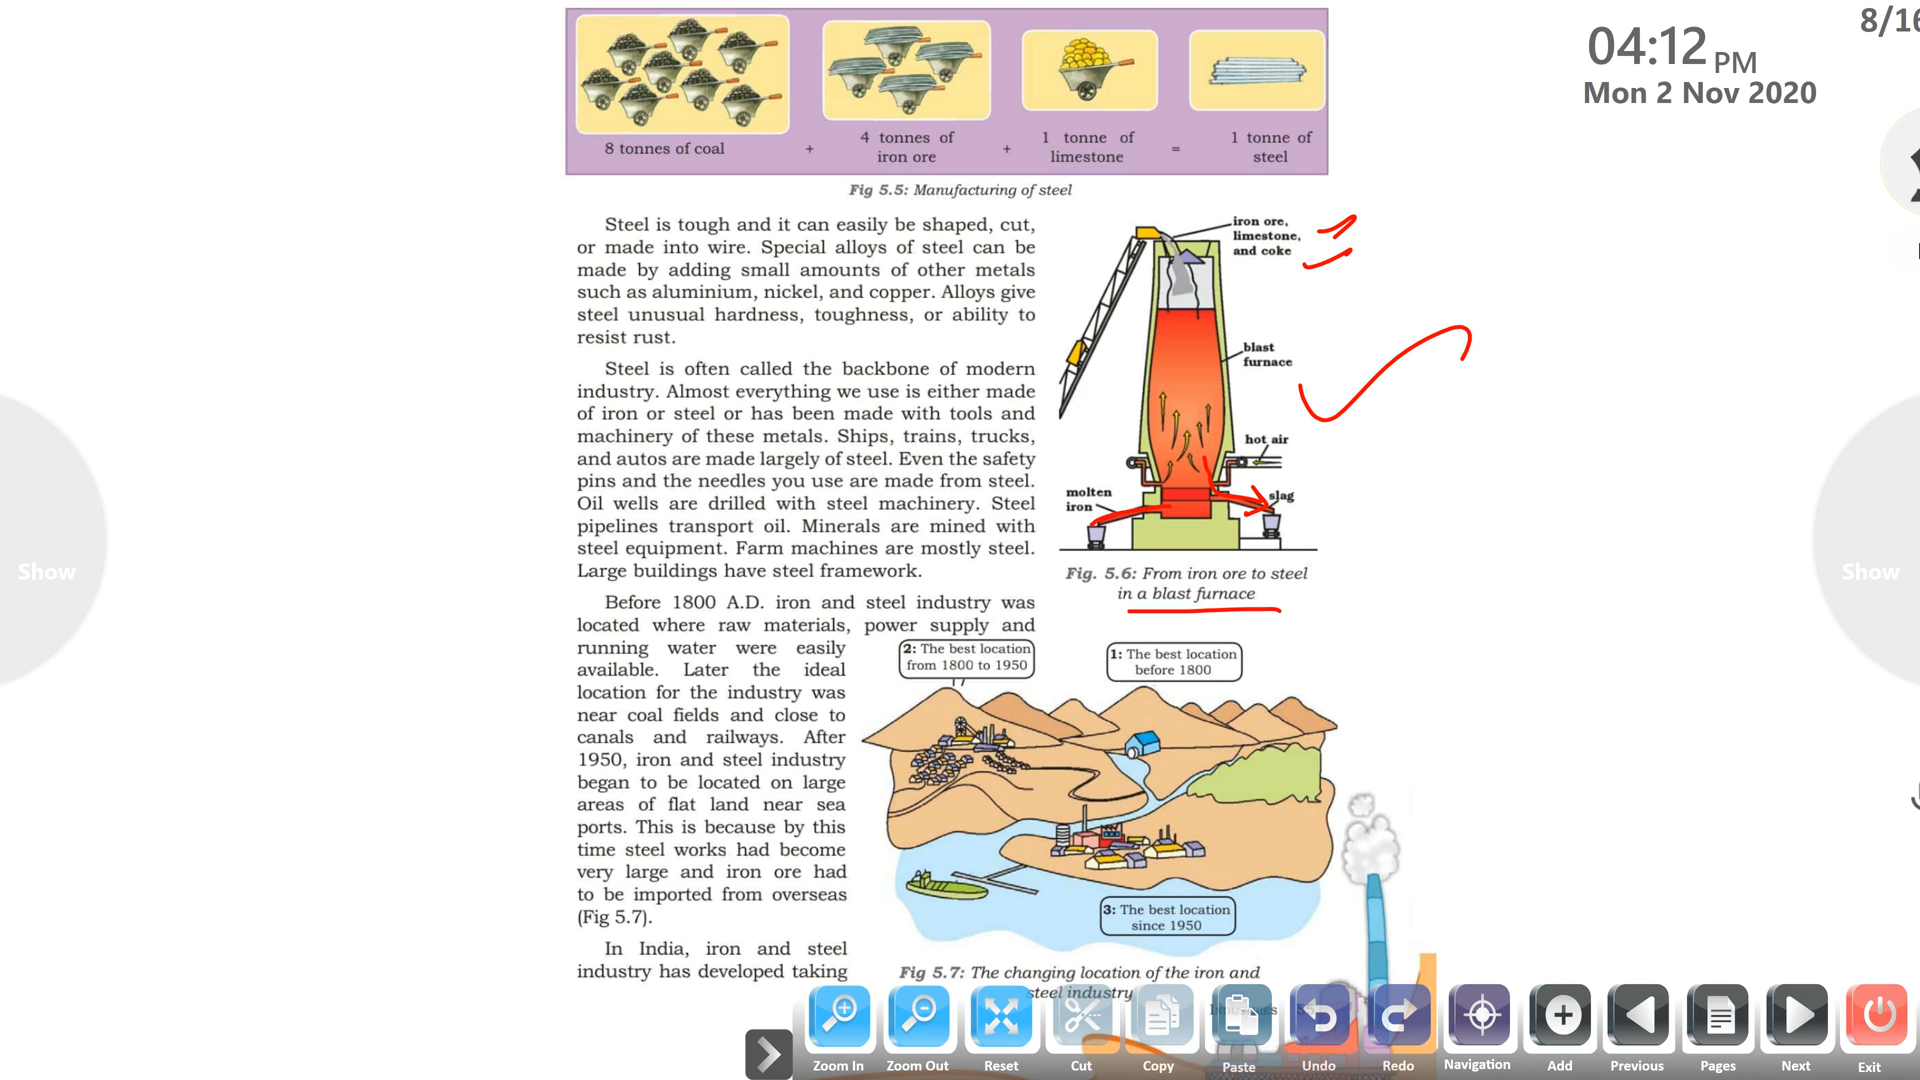 8/16
04:12 PM
Mon 2 Nov 2020
8 tonnes of coal
+
4 tonnes of
iron ore
+
1 tonne of
limestone
=
1 tonne of
steel
Fig 5.5: Manufacturing of steel
Steel is tough and it can easily be shaped, cut,
or made into wire. Special alloys of steel can be
made by adding small amounts of other metals
such as aluminium, nickel, and copper. Alloys give
steel unusual hardness, toughness, or ability to
resist rust.
Steel is often called the backbone of modern
industry. Almost everything we use is either made
of iron or steel or has been made with tools and
machinery of these metals. Ships, trains, trucks,
and autos are made largely of steel. Even the safety
pins and the needles you use are made from steel.
Oil wells are drilled with steel machinery. Steel
pipelines transport oil. Minerals are mined with
steel equipment. Farm machines are mostly steel.
Large buildings have steel framework.
Before 1800 A.D. iron and steel industry was
located where raw materials, power supply and
running water were easily
available. Later the ideal
location for the industry was
near coal fields and close to
canals and railways. After
1950, iron and steel industry
began to be located on large
areas of flat land near sea
ports. This is because by this
time steel works had become
very large and iron ore had
to be imported from overseas
(Fig 5.7).
In India, iron and steel
industry has developed taking
iron ore,
limestone,
and coke
blast
furnace
hot air
molten
iron
slag
Fig. 5.6: From iron ore to steel
in a blast furnace
2: The best location
from 1800 to 1950
1: The best location
before 1800
3: The best location
since 1950
Fig 5.7: The changing location of the iron and
steel industry
Show
Show
Zoom In
Zoom Out
Reset
Cut
Copy
Paste
Undo
Redo
Navigation
Add
Previous
Pages
Next
Exit